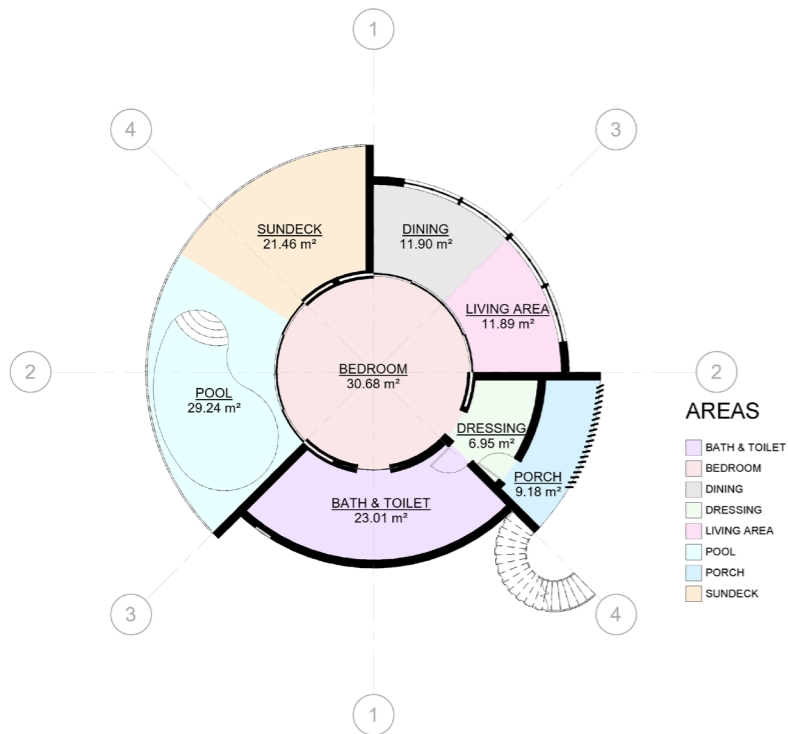 1
4
3
SUNDECK
21.46 m²
DINING
11.90 m²
LIVING AREA
11.89 m²
2
BEDROOM
30.68 m²
2
POOL
29.24 m²
DRESSING
6.95 m²
PORCH
9.18 m²
BATH & TOILET
23.01 m²
3
4
1
AREAS
BATH & TOILET
BEDROOM
DINING
DRESSING
LIVING AREA
POOL
PORCH
SUNDECK